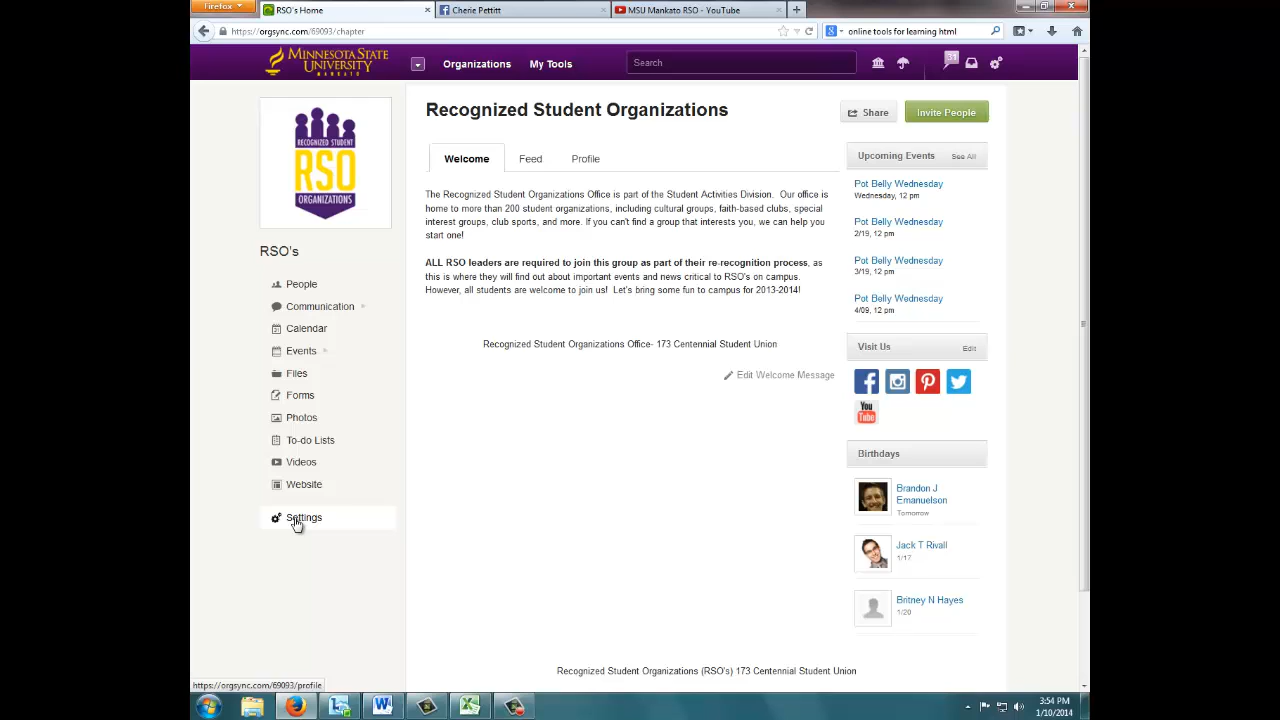 Firefox
RSO's Home
Cherie Pettitt
MSU Mankato RSO - YouTube
https://orgsync.com/69093/chapter
online tools for learning html
MINNESOTA STATE
UNIVERSITY
MANKATO
Organizations
My Tools
Search
31
RECOGNIZED STUDENT
RSO
ORGANIZATIONS
Recognized Student Organizations
Share
Invite People
Welcome
Feed
Profile
The Recognized Student Organizations Office is part of the Student Activities Division. Our office is
home to more than 200 student organizations, including cultural groups, faith-based clubs, special
interest groups, club sports, and more. If you can't find a group that interests you, we can help you
start one!
ALL RSO leaders are required to join this group as part of their re-recognition process, as
this is where they will find out about important events and news critical to RSO's on campus.
However, all students are welcome to join us! Let's bring some fun to campus for 2013-2014!
Recognized Student Organizations Office- 173 Centennial Student Union
Edit Welcome Message
RSO's
People
Communication
Calendar
Events
Files
Forms
Photos
To-do Lists
Videos
Website
Settings
Upcoming Events
See All
Pot Belly Wednesday
Wednesday, 12 pm
Pot Belly Wednesday
2/19, 12 pm
Pot Belly Wednesday
3/19, 12 pm
Pot Belly Wednesday
4/09, 12 pm
Visit Us
Edit
You
Tube
Birthdays
Brandon J
Emanuelson
Tomorrow
Jack T Rivall
1/17
Britney N Hayes
1/20
Recognized Student Organizations (RSO's) 173 Centennial Student Union
https://orgsync.com/69093/profile
3:54 PM
1/10/2014